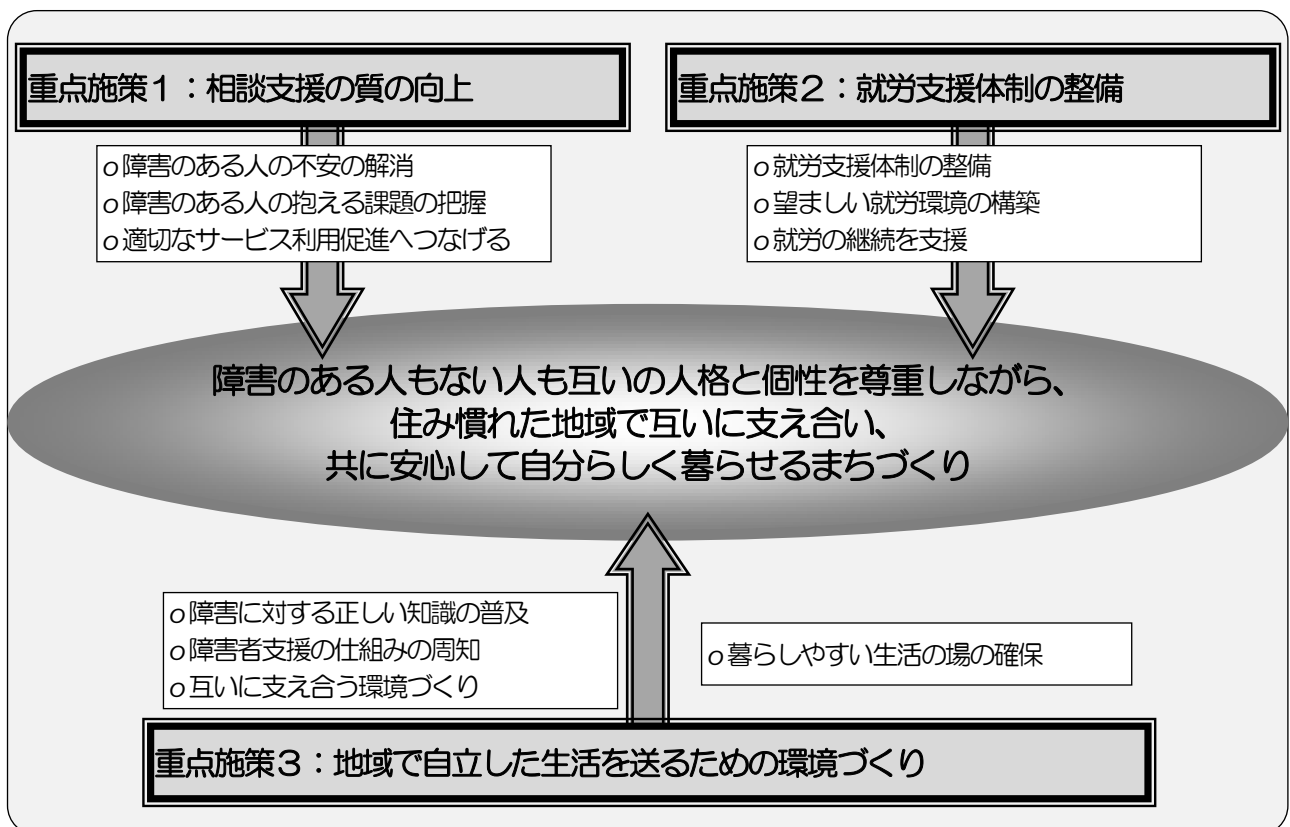 重点施策１：相談支援の質の向上
重点施策２：就労支援体制の整備
o障害のある人の不安の解消
o障害のある人の抱える課題の把握
o適切なサービス利用促進へつなげる
o就労支援体制の整備
o望ましい就労環境の構築
o就労の継続を支援
障害のある人もない人も互いの人格と個性を尊重しながら、
住み慣れた地域で互いに支え合い、
共に安心して自分らしく暮らせるまちづくり
o障害に対する正しい知識の普及
o障害者支援の仕組みの周知
o互いに支え合う環境づくり
o暮らしやすい生活の場の確保
重点施策３：地域で自立した生活を送るための環境づくり